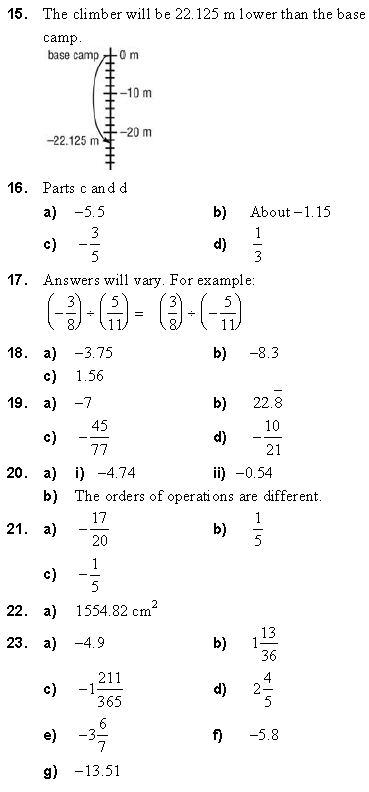 15. The climber will be 22.125 m lower than the base
camp.
base camp 0 m
–10 m
–20 m
–22.125 m
16. Parts c and d
a) –5.5 b) About –1.15
c) –3/5 d) 1/3
17. Answers will vary. For example:
(–3/8) ÷ (5/11) = (3/8) ÷ (–5/11)
18. a) –3.75 b) –8.3
c) 1.56
19. a) –7 b) 22.8̄
c) –45/77 d) –10/21
20. a) i) –4.74 ii) –0.54
b) The orders of operations are different.
21. a) –17/20 b) 1/5
c) –1/5
22. a) 1554.82 cm²
23. a) –4.9 b) 1 13/36
c) –1 211/365 d) 2 4/5
e) –3 6/7 f) –5.8
g) –13.51